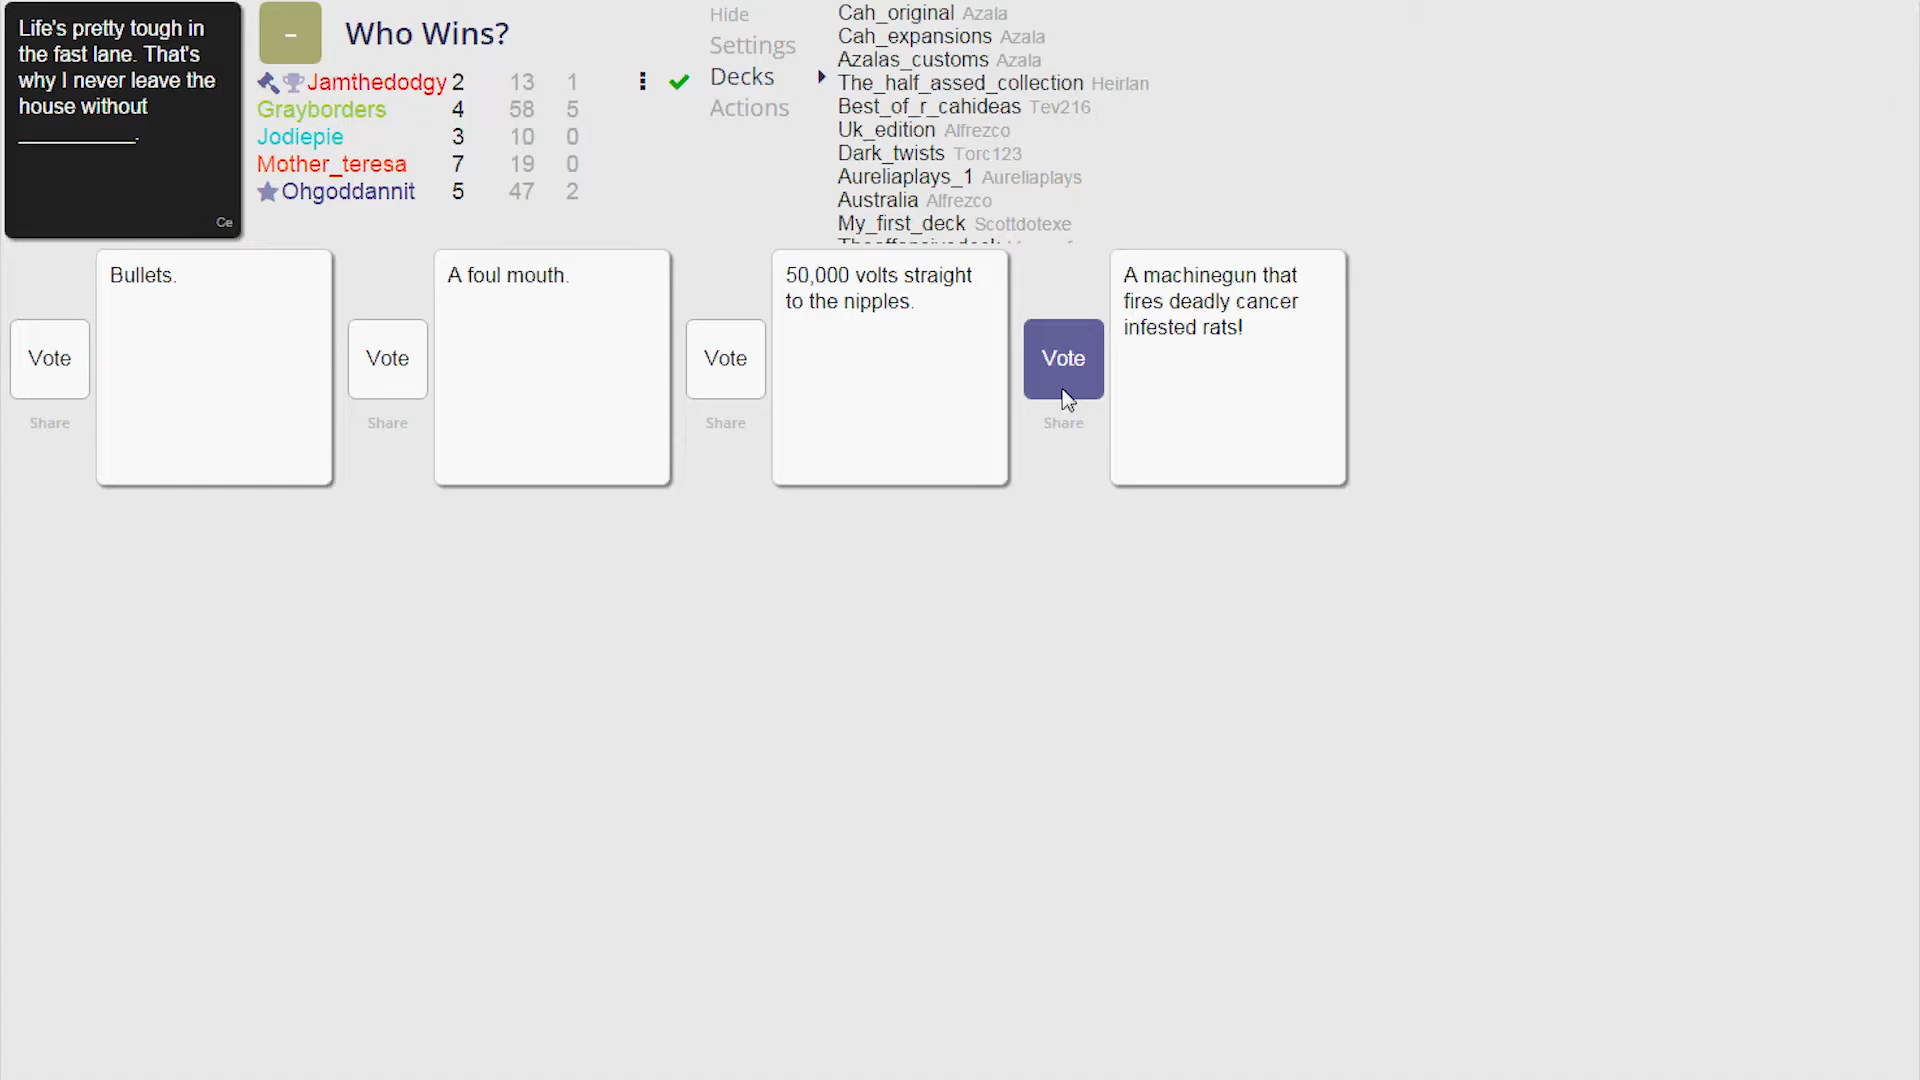 Life's pretty tough in
the fast lane. That's
why I never leave the
house without
__________.
Ce
–
Who Wins?
Jamthedodgy 2 13 1
Grayborders 4 58 5
Jodiepie 3 10 0
Mother_teresa 7 19 0
Ohgoddannit 5 47 2
Hide
Settings
Decks
Actions
Cah_original Azala
Cah_expansions Azala
Azalas_customs Azala
The_half_assed_collection Heirlan
Best_of_r_cahideas Tev216
Uk_edition Alfrezco
Dark_twists Torc123
Aureliaplays_1 Aureliaplays
Australia Alfrezco
My_first_deck Scottdotexe
Vote
Share
Bullets.
Vote
Share
A foul mouth.
Vote
Share
50,000 volts straight
to the nipples.
Vote
Share
A machinegun that
fires deadly cancer
infested rats!